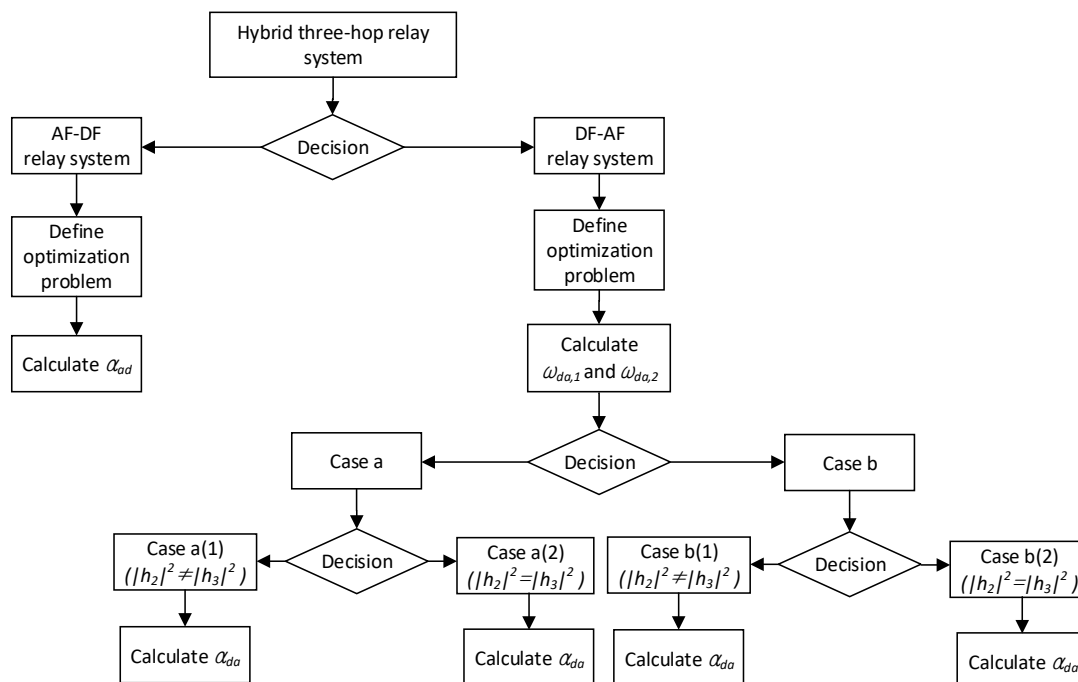 Hybrid three-hop relay
system
AF-DF
relay system
Decision
DF-AF
relay system
Define
optimization
problem
Define
optimization
problem
Calculate α_ad
Calculate
ω_da,1 and ω_da,2
Case a
Decision
Case b
Case a(1)
(|h₂|²≠|h₃|²)
Decision
Case a(2)
(|h₂|²=|h₃|²)
Case b(1)
(|h₂|²≠|h₃|²)
Decision
Case b(2)
(|h₂|²=|h₃|²)
Calculate α_da
Calculate α_da
Calculate α_da
Calculate α_da